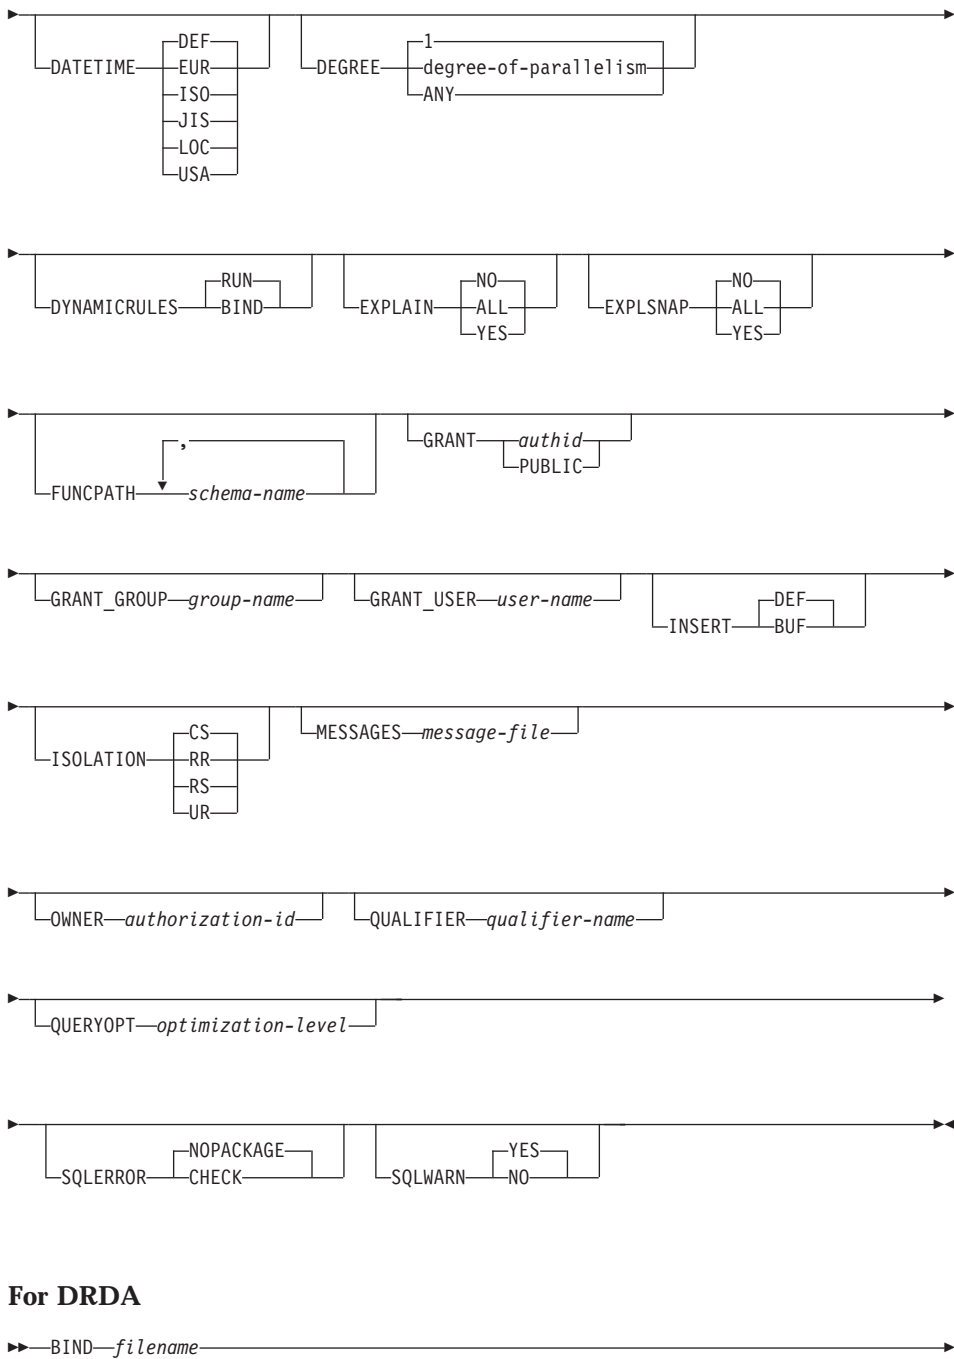 DEF
DATETIME EUR
ISO
JIS
LOC
USA
1
DEGREE degree-of-parallelism
ANY
RUN
DYNAMICRULES BIND
NO
EXPLAIN ALL
YES
NO
EXPLSNAP ALL
YES
,
FUNCPATH schema-name
GRANT authid
PUBLIC
GRANT_GROUP group-name
GRANT_USER user-name
DEF
INSERT BUF
CS
ISOLATION RR
RS
UR
MESSAGES message-file
OWNER authorization-id
QUALIFIER qualifier-name
QUERYOPT optimization-level
NOPACKAGE
SQLERROR CHECK
YES
SQLWARN NO
For DRDA
BIND filename